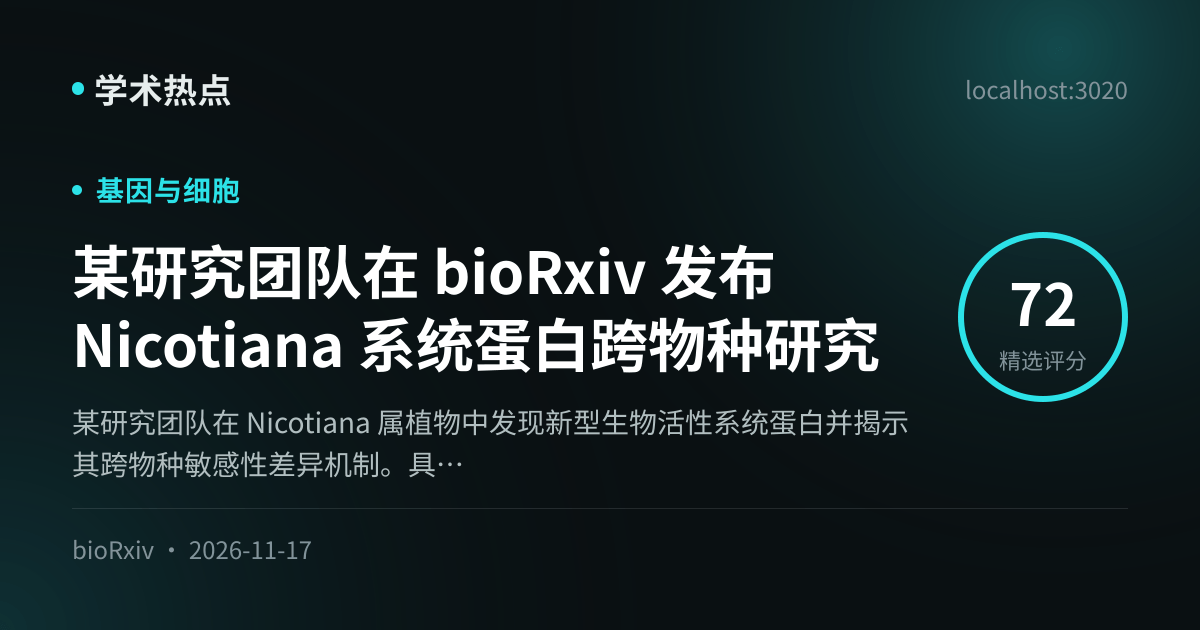 学术热点
localhost:3020
基因与细胞
某研究团队在 bioRxiv 发布
Nicotiana 系统蛋白跨物种研究
72
精选评分
某研究团队在 Nicotiana 属植物中发现新型生物活性系统蛋白并揭示
其跨物种敏感性差异机制。具…
bioRxiv · 2026-11-17